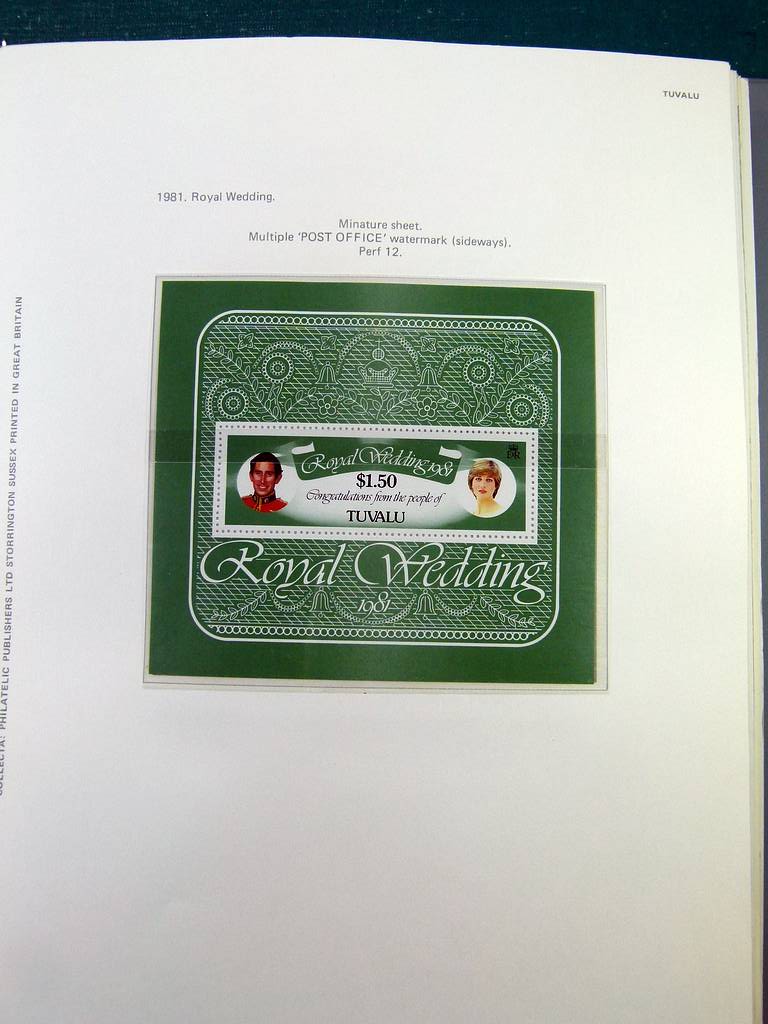 TUVALU
1981. Royal Wedding.
Minature sheet.
Multiple 'POST OFFICE' watermark (sideways).
Perf 12.
Royal Wedding 1981
$1.50
Congratulations from the people of
TUVALU
EIIR
Royal Wedding
1981
COLLECTA! PHILATELIC PUBLISHERS LTD STORRINGTON SUSSEX PRINTED IN GREAT BRITAIN